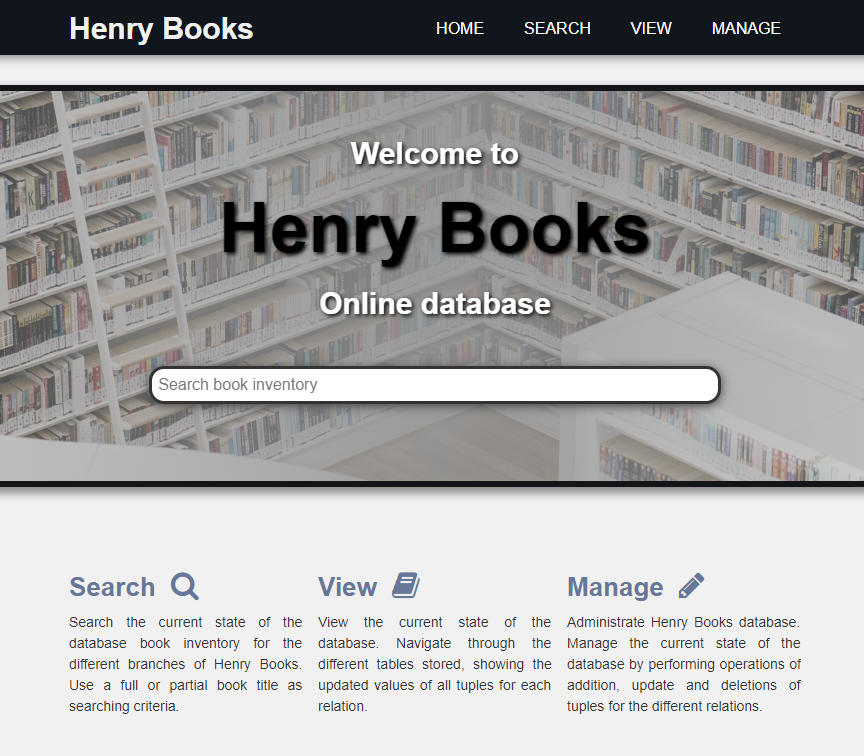 Henry Books
HOME SEARCH VIEW MANAGE
Welcome to
Henry Books
Online database
Search book inventory
Search
Search the current state of the
database book inventory for the
different branches of Henry Books.
Use a full or partial book title as
searching criteria.
View
View the current state of the
database. Navigate through the
different tables stored, showing the
updated values of all tuples for each
relation.
Manage
Administrate Henry Books database.
Manage the current state of the
database by performing operations of
addition, update and deletions of
tuples for the different relations.